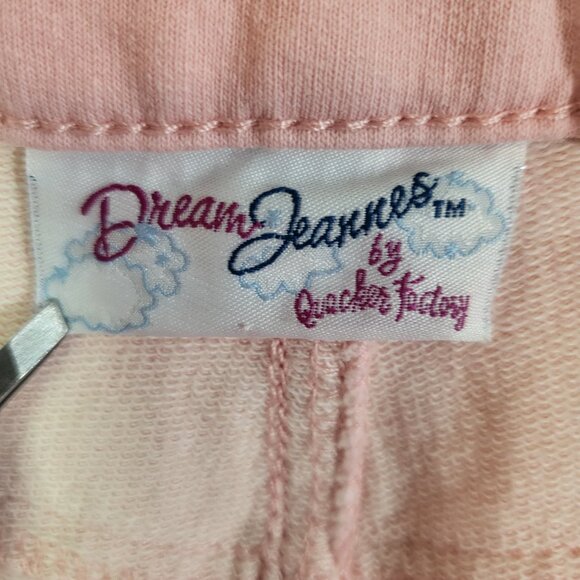 Dream Jeannes™
by
Quacker Factory